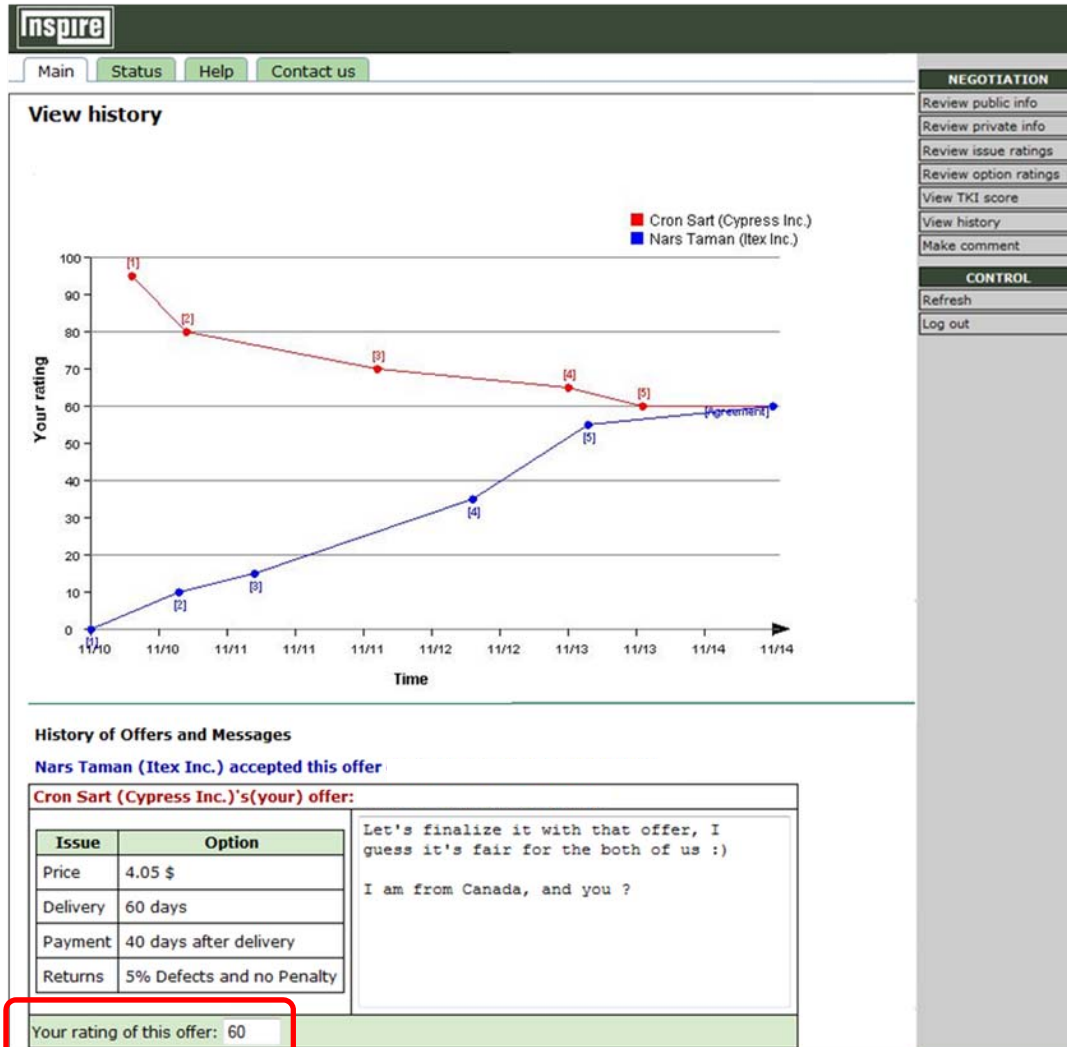 Inspire
Main Status Help Contact us
NEGOTIATION
Review public info
Review private info
Review issue ratings
Review option ratings
View TKI score
View history
Make comment
CONTROL
Refresh
Log out
View history
Cron Sart (Cypress Inc.)
Nars Taman (Itex Inc.)
Your rating
100
90
80
70
60
50
40
30
20
10
0
[1]
[2]
[3]
[4]
[5]
[Agreement]
[5]
[4]
[3]
[2]
[1]
11/10 11/10 11/11 11/11 11/11 11/12 11/12 11/13 11/13 11/14 11/14
Time
History of Offers and Messages
Nars Taman (Itex Inc.) accepted this offer
Cron Sart (Cypress Inc.)'s(your) offer:
Issue Option
Price 4.05 $
Delivery 60 days
Payment 40 days after delivery
Returns 5% Defects and no Penalty
Let's finalize it with that offer, I
guess it's fair for the both of us :)
I am from Canada, and you ?
Your rating of this offer: 60